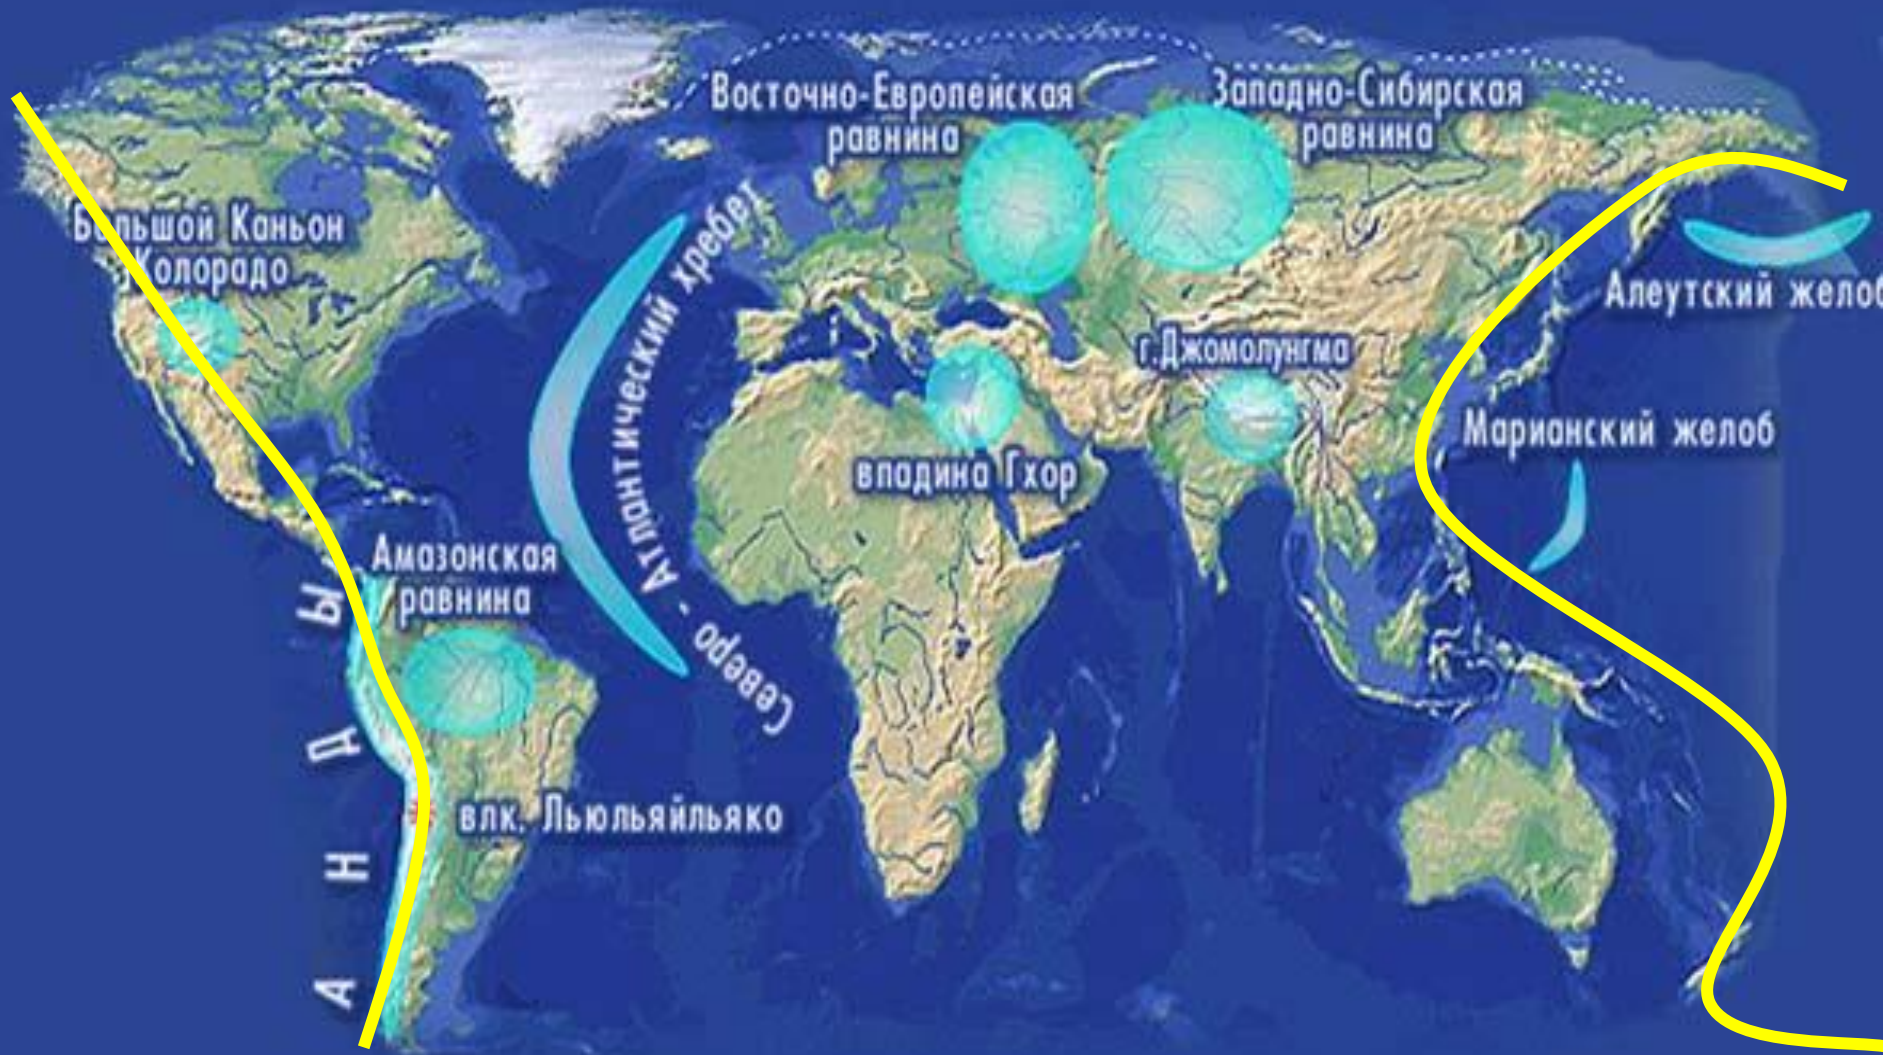 Восточно-Европейская
равнина
Западно-Сибирская
равнина
Большой Каньон
Колорадо
Северо - Атлантический хребет
Алеутский желоб
г.Джомолунгма
Марианский желоб
впадина Гхор
Амазонская
равнина
АНДЫ
влк. Льюльяйльяко